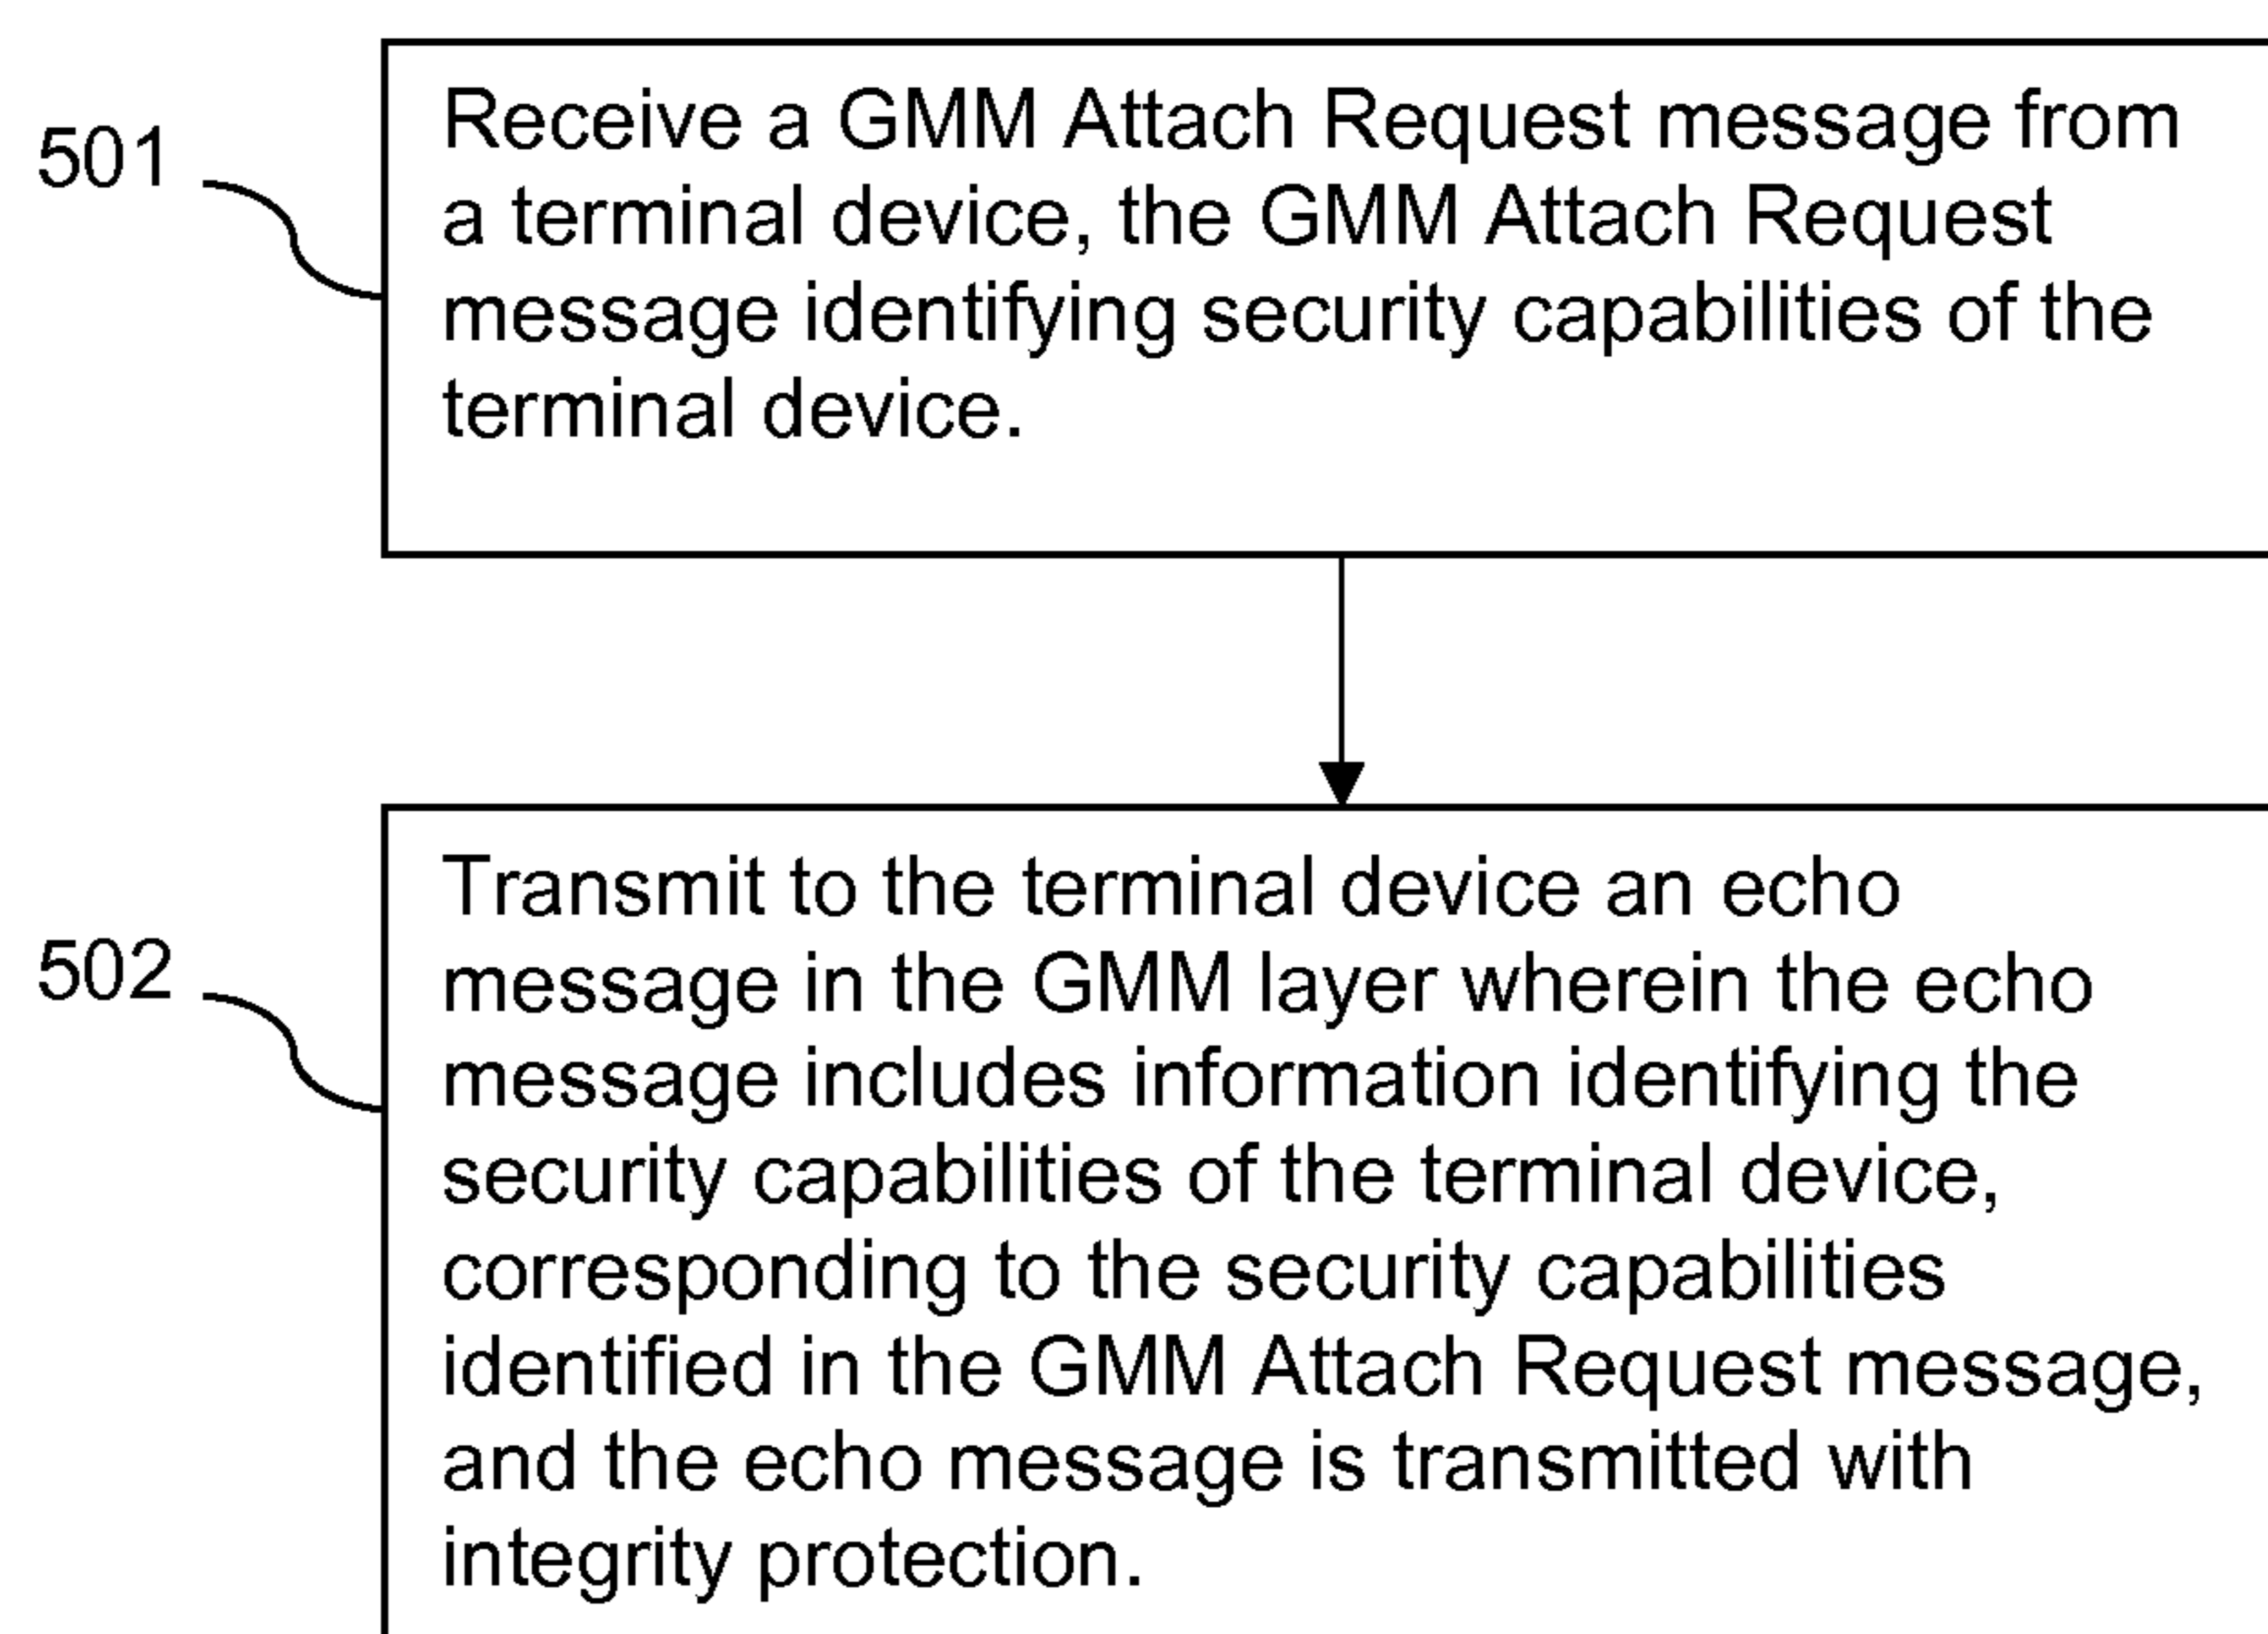 501
Receive a GMM Attach Request message from
a terminal device, the GMM Attach Request
message identifying security capabilities of the
terminal device.
502
Transmit to the terminal device an echo
message in the GMM layer wherein the echo
message includes information identifying the
security capabilities of the terminal device,
corresponding to the security capabilities
identified in the GMM Attach Request message,
and the echo message is transmitted with
integrity protection.